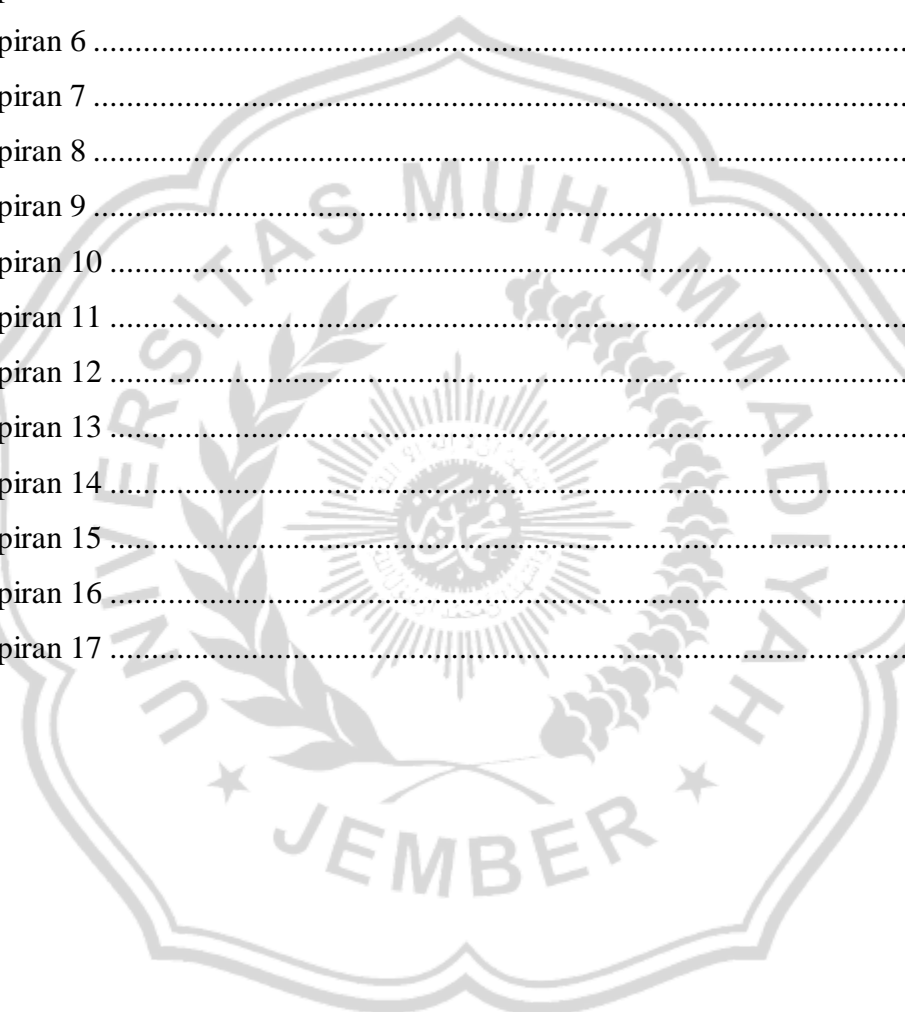 piran 6 ................................................................................................
piran 7 ................................................................................................
piran 8 ................................................................................................
piran 9 ................................................................................................
piran 10 ..............................................................................................
piran 11 ..............................................................................................
piran 12 ..............................................................................................
piran 13 ..............................................................................................
piran 14 ..............................................................................................
piran 15 ..............................................................................................
piran 16 ..............................................................................................
piran 17 ..............................................................................................
UNIVERSITAS MUHAMMADIYAH
JEMBER